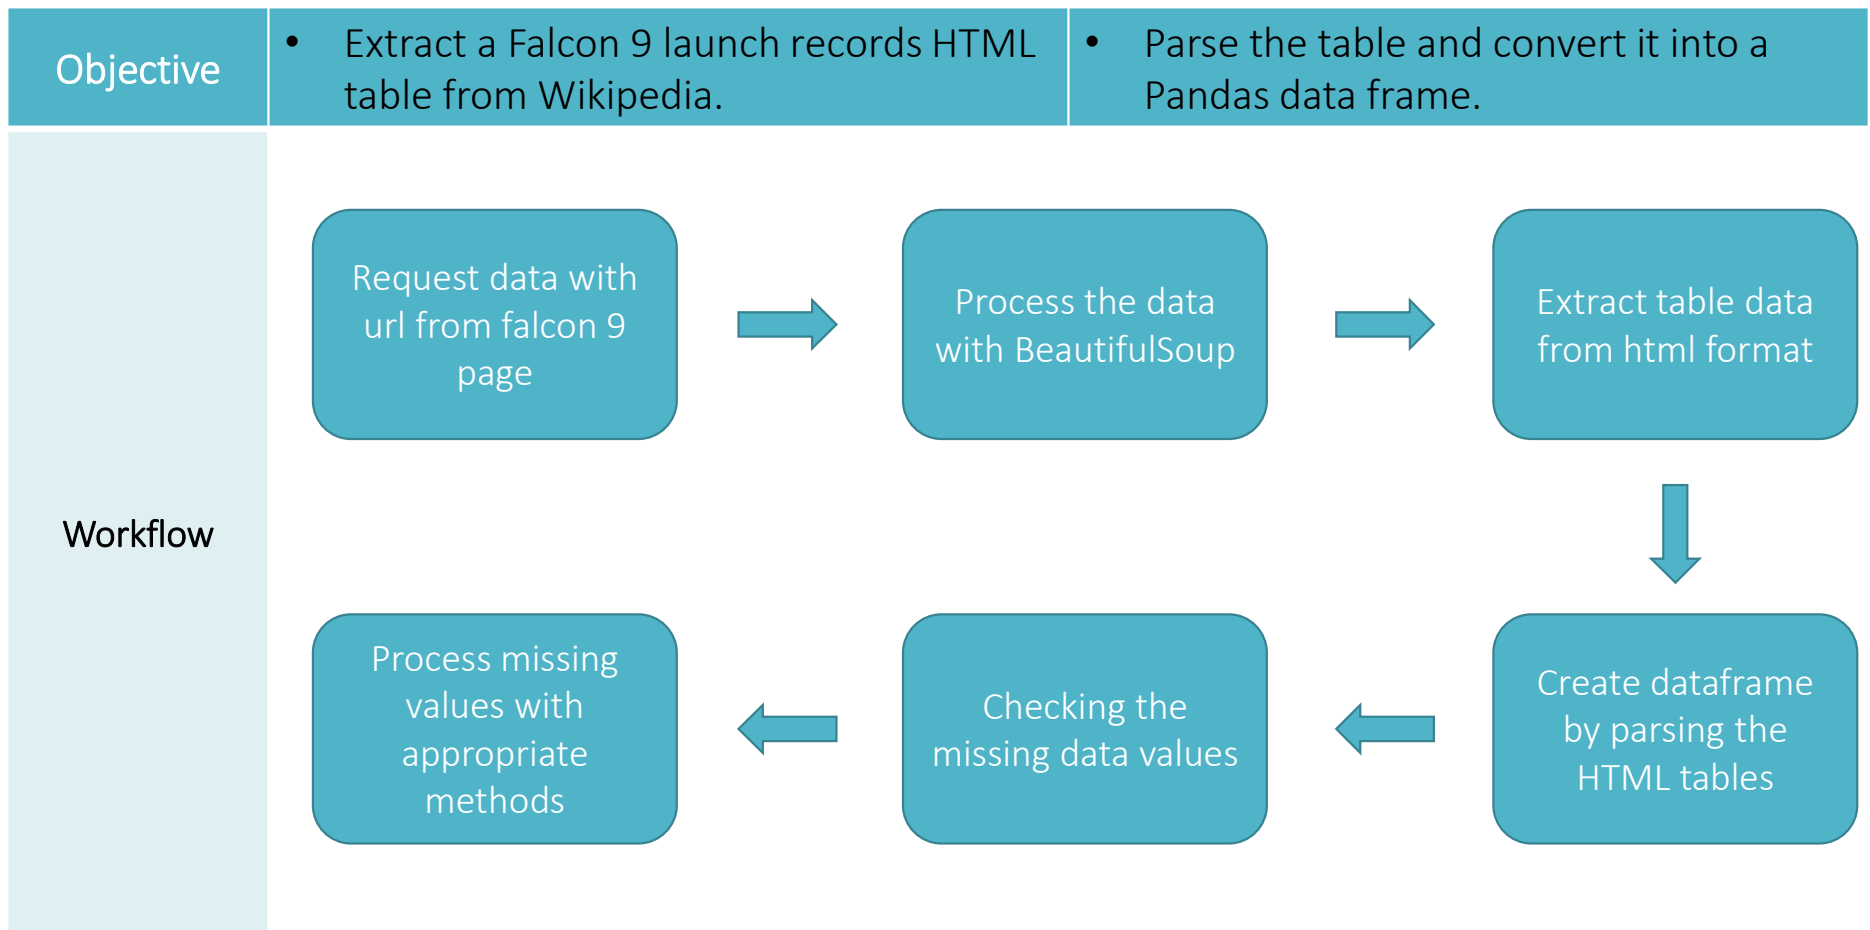 Objective
• Extract a Falcon 9 launch records HTML
table from Wikipedia.
• Parse the table and convert it into a
Pandas data frame.
Workflow
Request data with
url from falcon 9
page
Process the data
with BeautifulSoup
Extract table data
from html format
Create dataframe
by parsing the
HTML tables
Checking the
missing data values
Process missing
values with
appropriate
methods